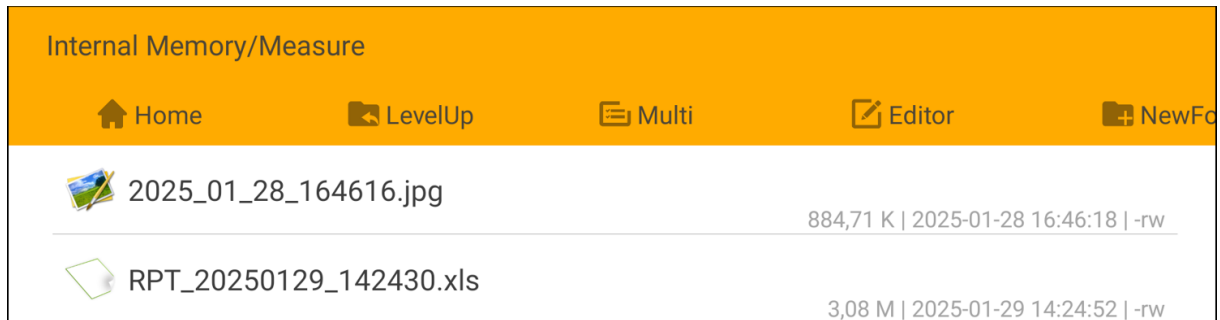 Internal Memory/Measure
Home LevelUp Multi Editor NewFo
2025_01_28_164616.jpg
884,71 K | 2025-01-28 16:46:18 | -rw
RPT_20250129_142430.xls
3,08 M | 2025-01-29 14:24:52 | -rw